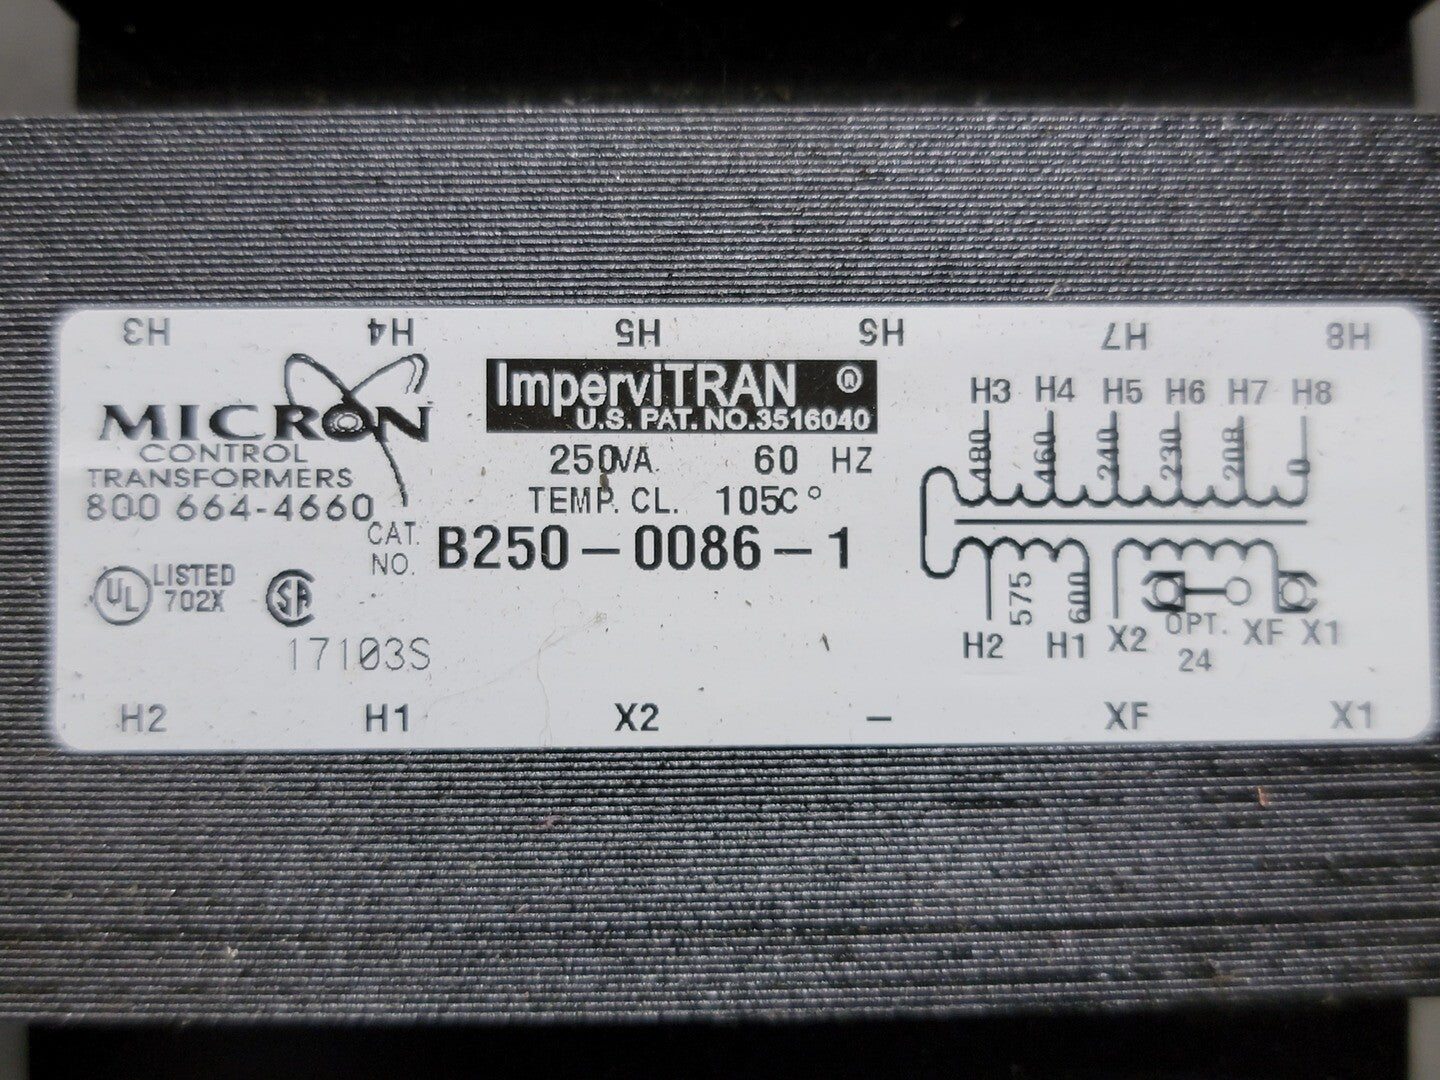 H3 H4 H5 H6 H7 H8
MICRON
CONTROL
TRANSFORMERS
800 664-4660
ImperviTRAN ®
U.S. PAT. NO.3516040
250VA. 60 HZ
TEMP. CL. 105C°
CAT. NO. B250-0086-1
UL LISTED
702X
SA
17103S
H3 H4 H5 H6 H7 H8
480 460 240 230 208 0
575 600
H2 H1 X2 OPT. XF X1
24
H2 H1 X2 - XF X1